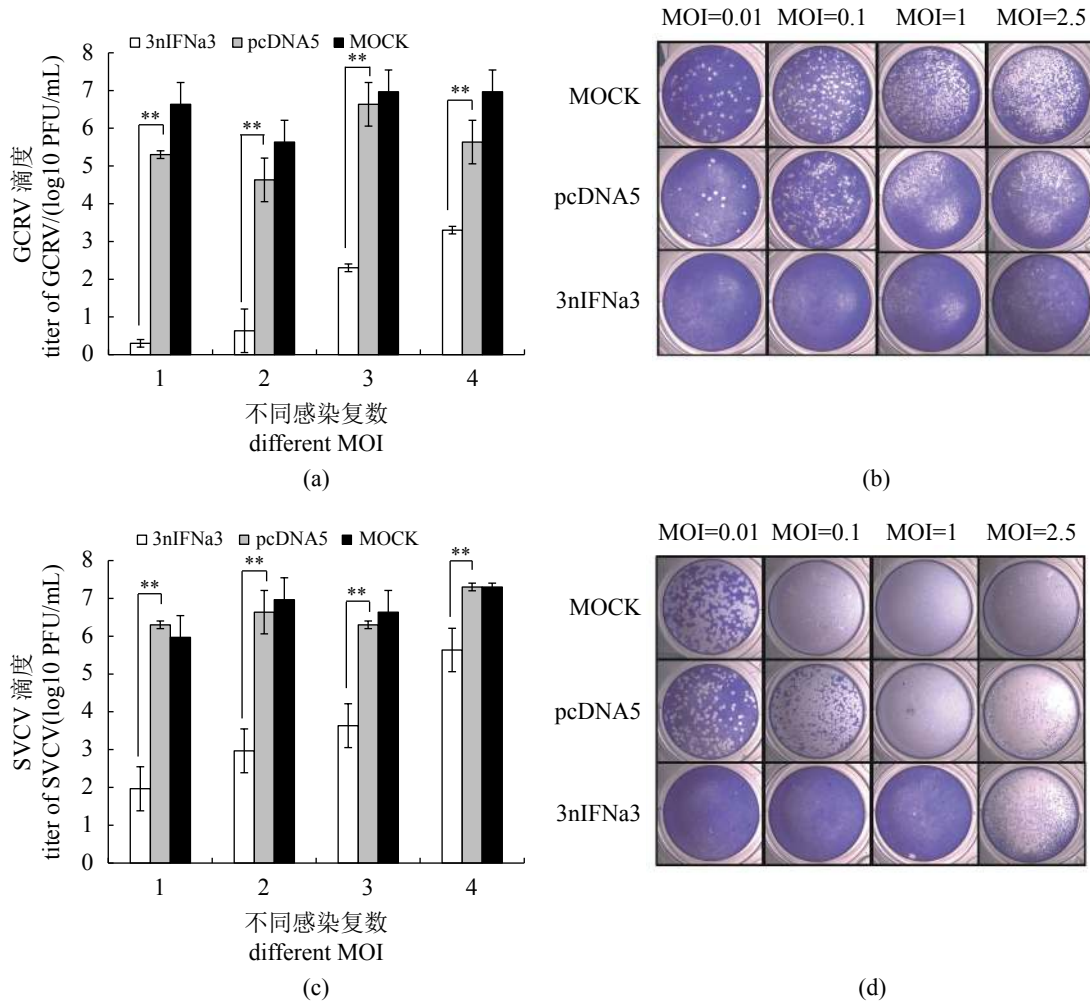 3nIFNa3 pcDNA5 MOCK
8
7
6
5
4
3
2
1
0
** ** ** **
GCRV 滴度
titer of GCRV/(log10 PFU/mL)
1 2 3 4
不同感染复数
different MOI
(a)
MOI=0.01 MOI=0.1 MOI=1 MOI=2.5
MOCK
pcDNA5
3nIFNa3
(b)
3nIFNa3 pcDNA5 MOCK
8
7
6
5
4
3
2
1
0
** ** ** **
SVCV 滴度
titer of SVCV(log10 PFU/mL)
1 2 3 4
不同感染复数
different MOI
(c)
MOI=0.01 MOI=0.1 MOI=1 MOI=2.5
MOCK
pcDNA5
3nIFNa3
(d)